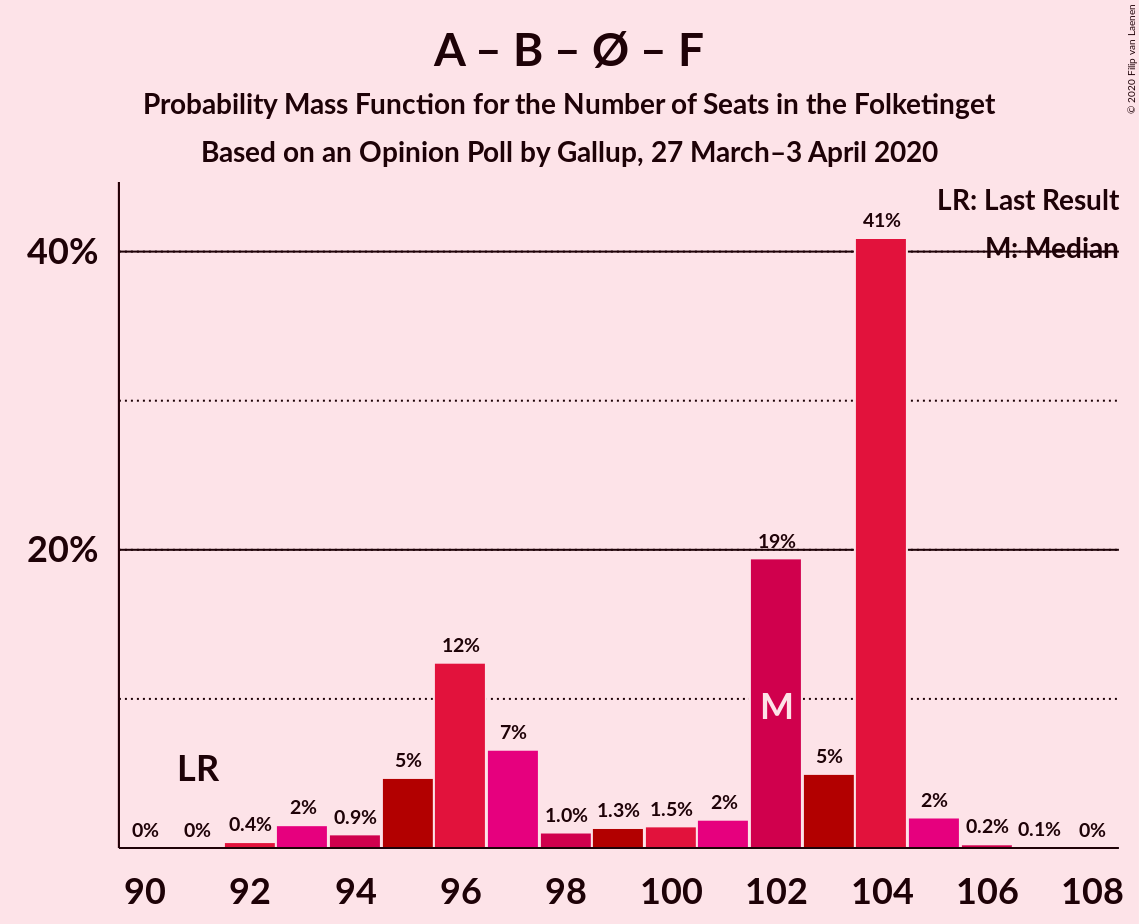 A – B – Ø – F
Probability Mass Function for the Number of Seats in the Folketinget
Based on an Opinion Poll by Gallup, 27 March–3 April 2020
© 2020 Filip van Laenen
LR: Last Result
M: Median
40%
20%
0%
0%
0.4%
2%
0.9%
5%
12%
7%
1.0%
1.3%
1.5%
2%
19%
5%
41%
2%
0.2%
0.1%
0%
LR
M
90 92 94 96 98 100 102 104 106 108